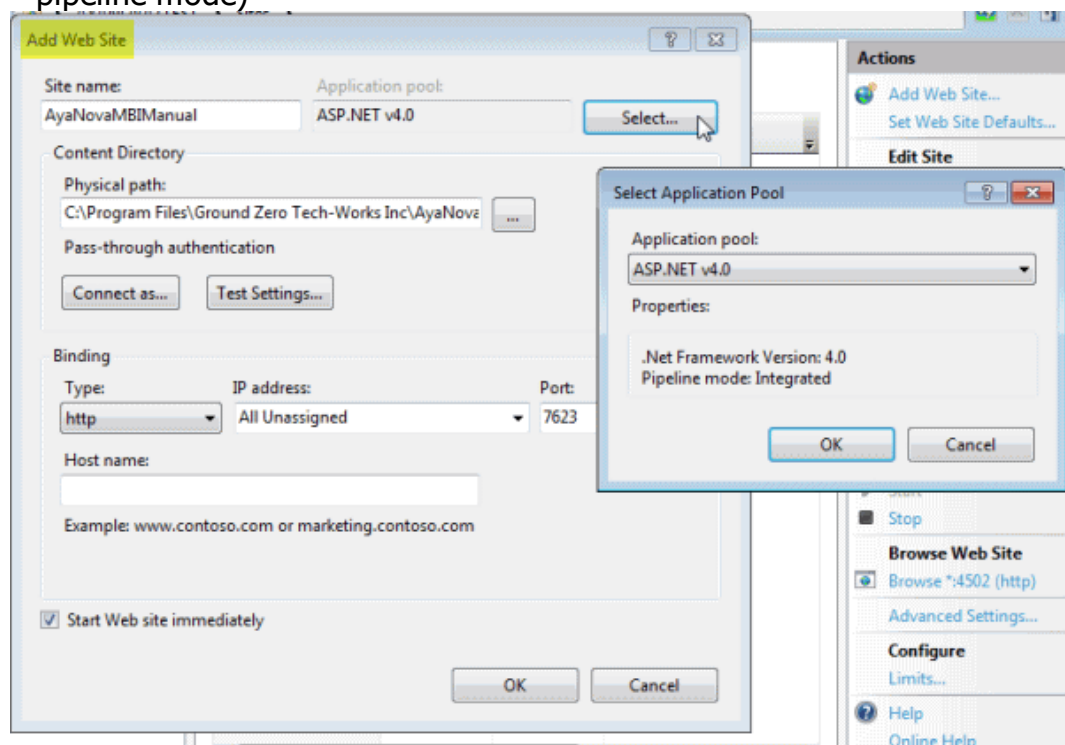 pipeline mode)
Add Web Site
Site name:
Application pool:
AyaNovaMBIManual
ASP.NET v4.0
Select...
Content Directory
Physical path:
C:\Program Files\Ground Zero Tech-Works Inc\AyaNova
...
Pass-through authentication
Connect as...
Test Settings...
Binding
Type:
IP address:
Port:
http
All Unassigned
7623
Host name:
Example: www.contoso.com or marketing.contoso.com
Start Web site immediately
OK
Cancel
Select Application Pool
Application pool:
ASP.NET v4.0
Properties:
.Net Framework Version: 4.0
Pipeline mode: Integrated
OK
Cancel
Actions
Add Web Site...
Set Web Site Defaults...
Edit Site
Start
Stop
Browse Web Site
Browse *:4502 (http)
Advanced Settings...
Configure
Limits...
Help
Online Help